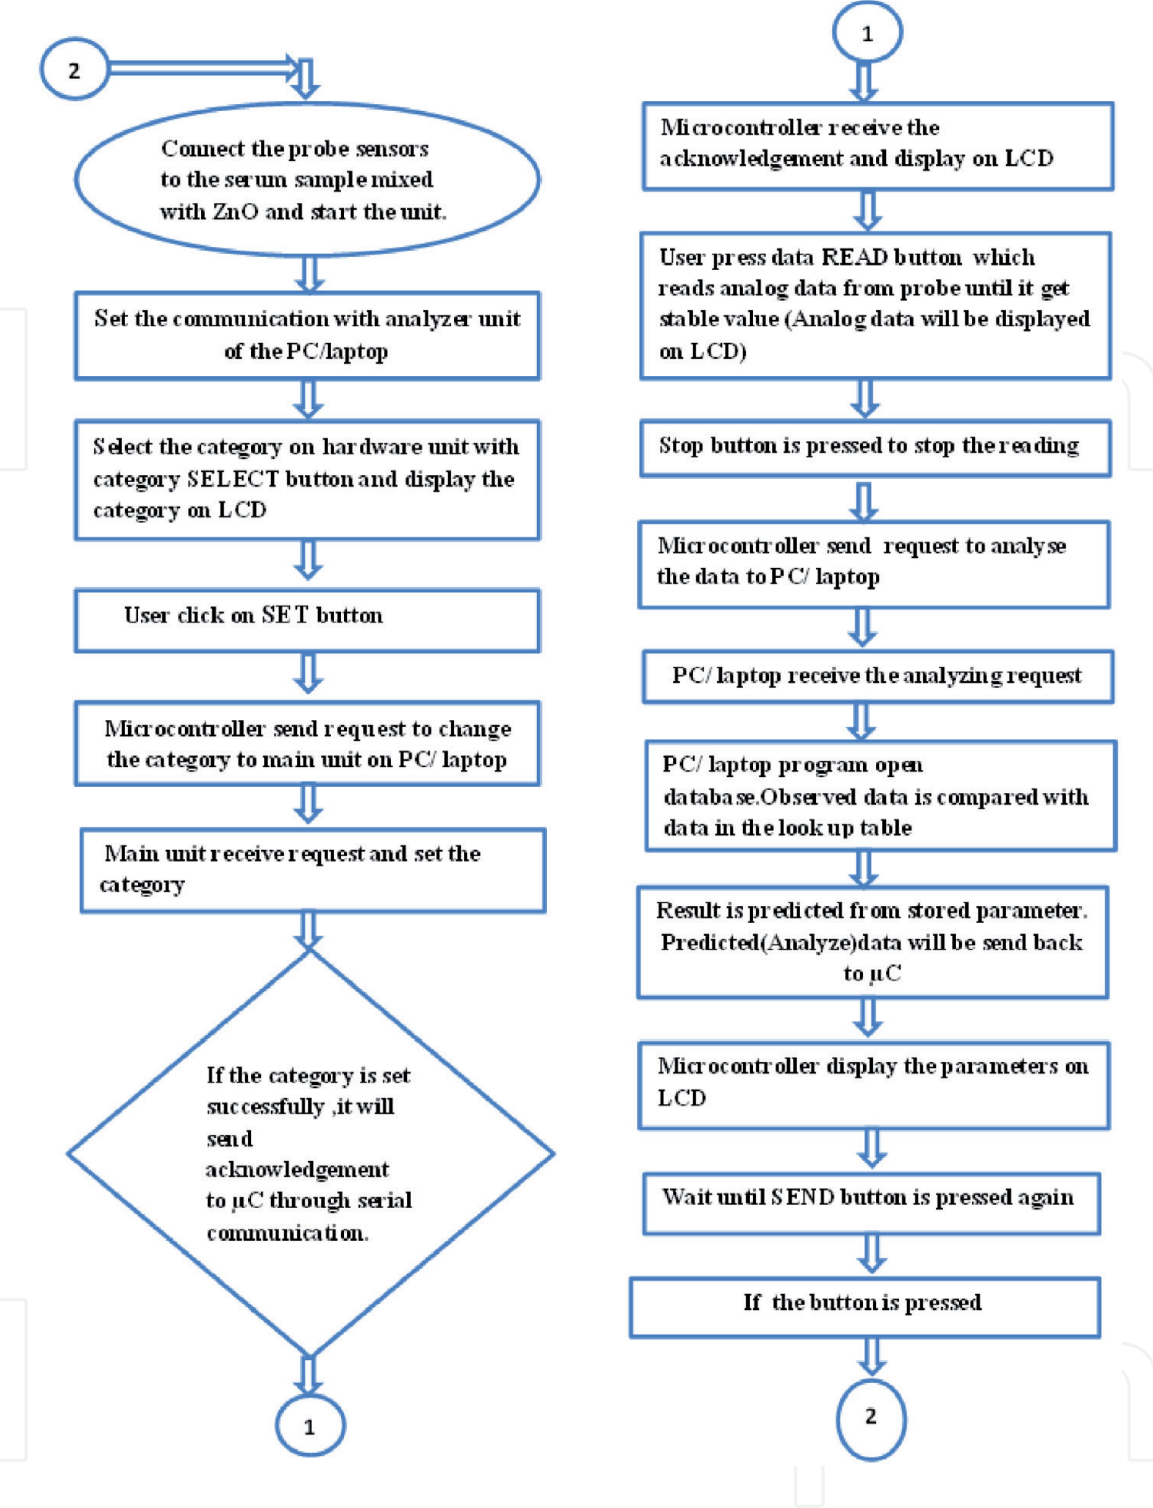 2
Connect the probe sensors
to the serum sample mixed
with ZnO and start the unit.
Set the communication with analyzer unit
of the PC/laptop
Select the category on hardware unit with
category SELECT button and display the
category on LCD
User click on SET button
Microcontroller send request to change
the category to main unit on PC/ laptop
Main unit receive request and set the
category
If the category is set
successfully ,it will
send
acknowledgement
to µC through serial
communication.
1
1
Microcontroller receive the
acknowledgement and display on LCD
User press data READ button which
reads analog data from probe until it get
stable value (Analog data will be displayed
on LCD)
Stop button is pressed to stop the reading
Microcontroller send request to analyse
the data to PC/ laptop
PC/ laptop receive the analyzing request
PC/ laptop program open
database.Observed data is compared with
data in the look up table
Result is predicted from stored parameter.
Predicted(Analyze)data will be send back
to µC
Microcontroller display the parameters on
LCD
Wait until SEND button is pressed again
If the button is pressed
2